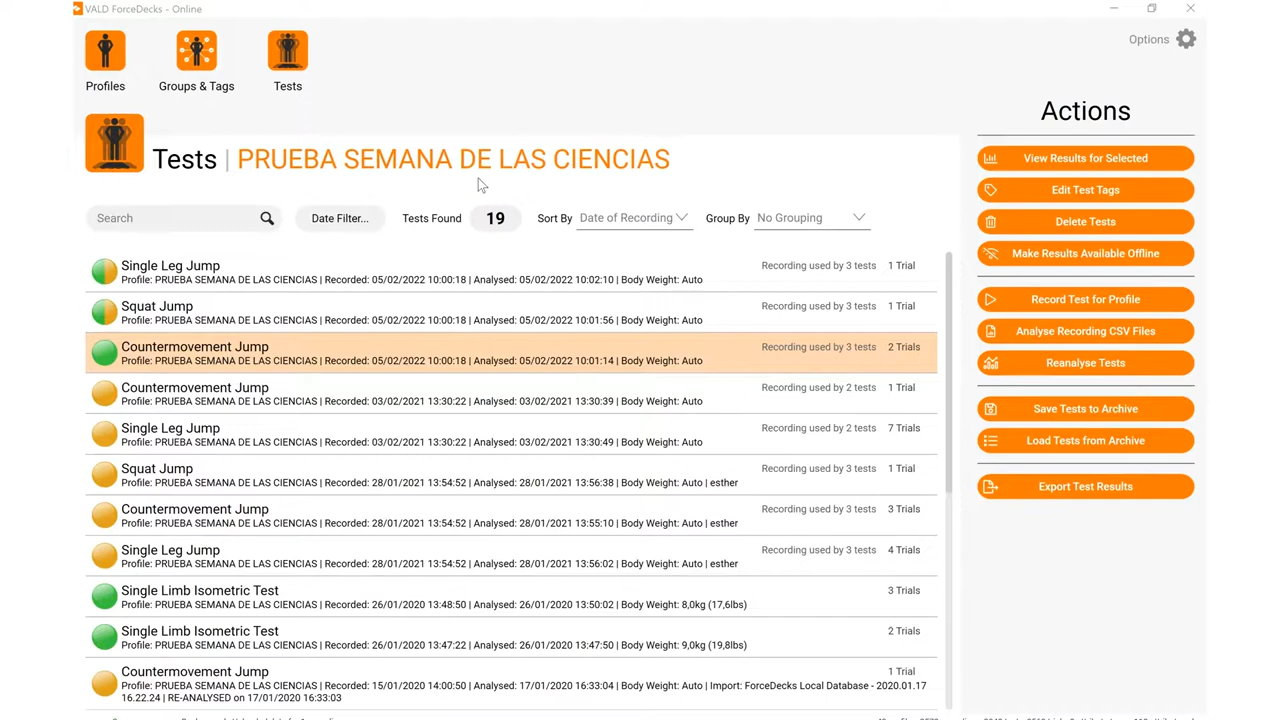 VALD ForceDecks - Online
Options
Profiles
Groups & Tags
Tests
Actions
Tests | PRUEBA SEMANA DE LAS CIENCIAS
Search
Date Filter...
Tests Found 19
Sort By Date of Recording
Group By No Grouping
Single Leg Jump Recording used by 3 tests 1 Trial
Profile: PRUEBA SEMANA DE LAS CIENCIAS | Recorded: 05/02/2022 10:00:18 | Analysed: 05/02/2022 10:02:10 | Body Weight: Auto
Squat Jump Recording used by 3 tests 1 Trial
Profile: PRUEBA SEMANA DE LAS CIENCIAS | Recorded: 05/02/2022 10:00:18 | Analysed: 05/02/2022 10:01:56 | Body Weight: Auto
Countermovement Jump Recording used by 3 tests 2 Trials
Profile: PRUEBA SEMANA DE LAS CIENCIAS | Recorded: 05/02/2022 10:00:18 | Analysed: 05/02/2022 10:01:14 | Body Weight: Auto
Countermovement Jump Recording used by 2 tests 1 Trial
Profile: PRUEBA SEMANA DE LAS CIENCIAS | Recorded: 03/02/2021 13:30:22 | Analysed: 03/02/2021 13:30:39 | Body Weight: Auto
Single Leg Jump Recording used by 2 tests 7 Trials
Profile: PRUEBA SEMANA DE LAS CIENCIAS | Recorded: 03/02/2021 13:30:22 | Analysed: 03/02/2021 13:30:49 | Body Weight: Auto
Squat Jump Recording used by 3 tests 1 Trial
Profile: PRUEBA SEMANA DE LAS CIENCIAS | Recorded: 28/01/2021 13:54:52 | Analysed: 28/01/2021 13:56:38 | Body Weight: Auto | esther
Countermovement Jump Recording used by 3 tests 3 Trials
Profile: PRUEBA SEMANA DE LAS CIENCIAS | Recorded: 28/01/2021 13:54:52 | Analysed: 28/01/2021 13:55:10 | Body Weight: Auto | esther
Single Leg Jump Recording used by 3 tests 4 Trials
Profile: PRUEBA SEMANA DE LAS CIENCIAS | Recorded: 28/01/2021 13:54:52 | Analysed: 28/01/2021 13:56:02 | Body Weight: Auto | esther
Single Limb Isometric Test 3 Trials
Profile: PRUEBA SEMANA DE LAS CIENCIAS | Recorded: 26/01/2020 13:48:50 | Analysed: 26/01/2020 13:50:02 | Body Weight: 8,0kg (17,6lbs)
Single Limb Isometric Test 2 Trials
Profile: PRUEBA SEMANA DE LAS CIENCIAS | Recorded: 26/01/2020 13:47:22 | Analysed: 26/01/2020 13:47:50 | Body Weight: 9,0kg (19,8lbs)
Countermovement Jump 1 Trial
Profile: PRUEBA SEMANA DE LAS CIENCIAS | Recorded: 15/01/2020 14:00:50 | Analysed: 17/01/2020 16:33:04 | Body Weight: Auto | Import: ForceDecks Local Database - 2020.01.17
16.22.24 | RE-ANALYSED on 17/01/2020 16:33:03
View Results for Selected
Edit Test Tags
Delete Tests
Make Results Available Offline
Record Test for Profile
Analyse Recording CSV Files
Reanalyse Tests
Save Tests to Archive
Load Tests from Archive
Export Test Results